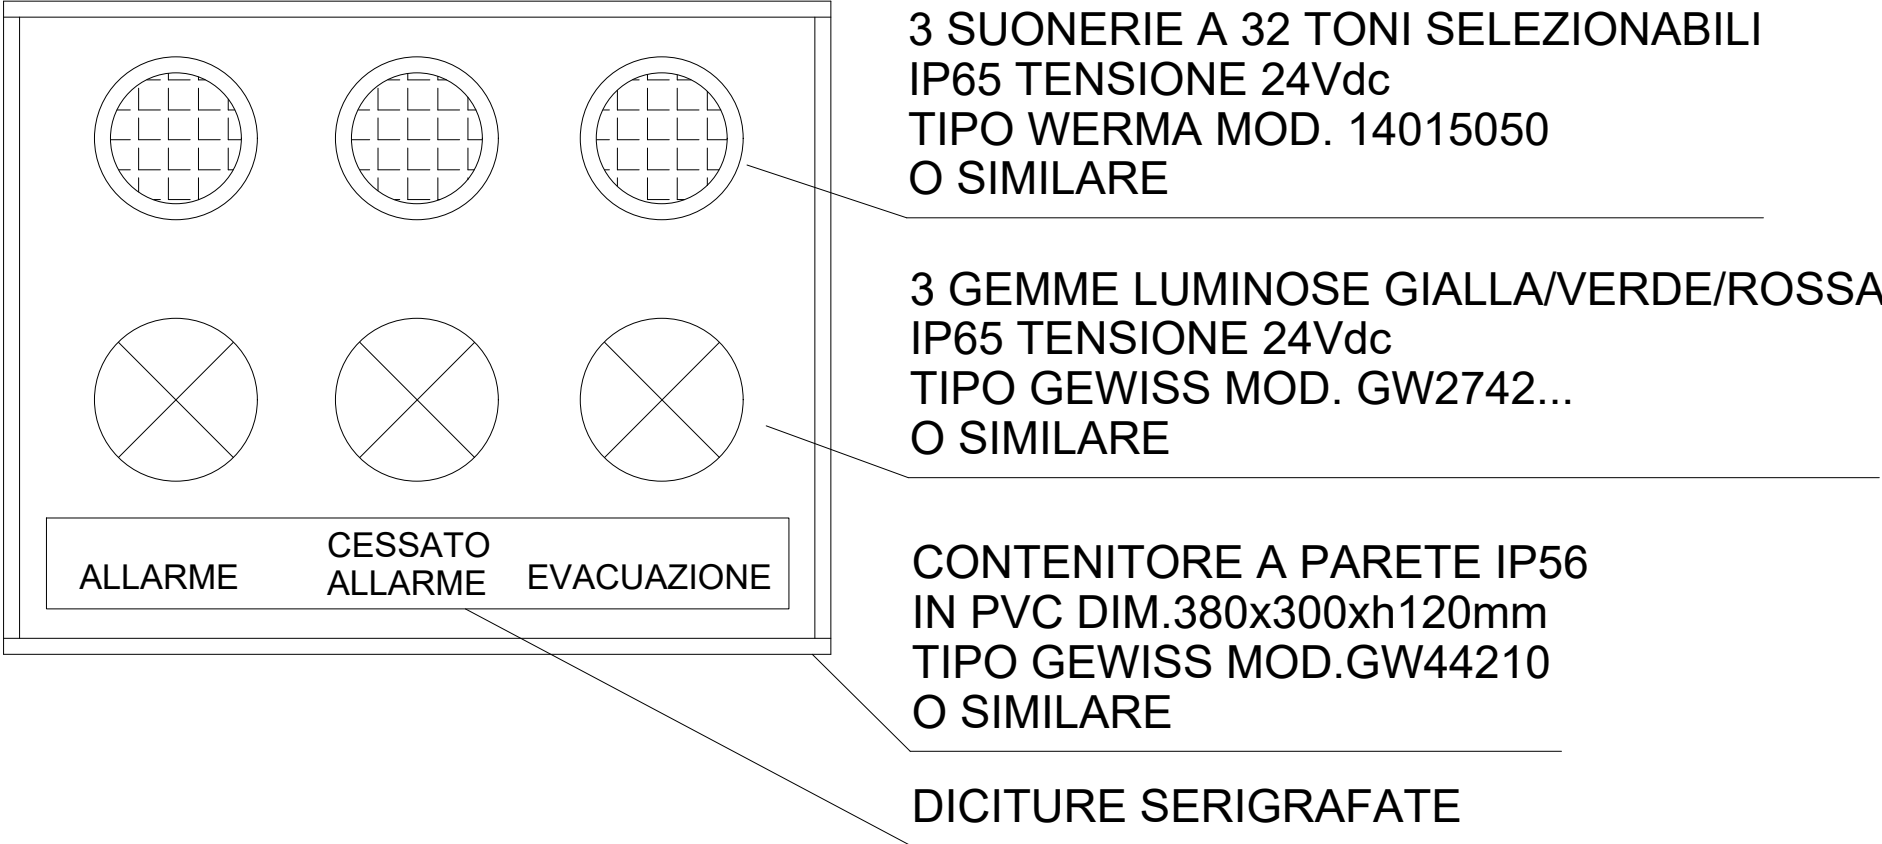 3 SUONERIE A 32 TONI SELEZIONABILI
IP65 TENSIONE 24Vdc
TIPO WERMA MOD. 14015050
O SIMILARE
3 GEMME LUMINOSE GIALLA/VERDE/ROSSA
IP65 TENSIONE 24Vdc
TIPO GEWISS MOD. GW2742...
O SIMILARE
CESSATO
ALLARME ALLARME EVACUAZIONE
CONTENITORE A PARETE IP56
IN PVC DIM.380x300xh120mm
TIPO GEWISS MOD.GW44210
O SIMILARE
DICITURE SERIGRAFATE